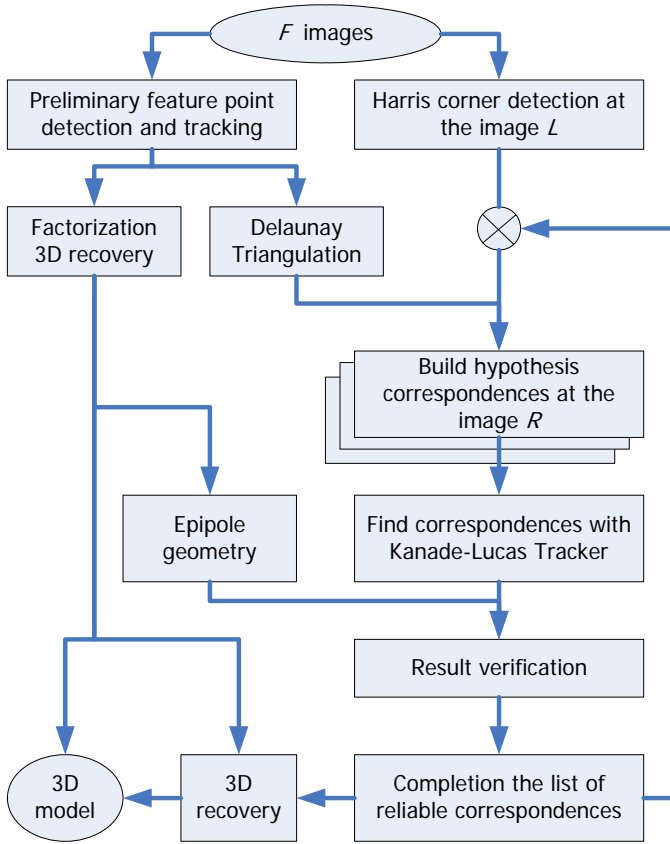 F images
Preliminary feature point
detection and tracking
Harris corner detection at
the image L
Factorization
3D recovery
Delaunay
Triangulation
Build hypothesis
correspondences at the
image R
Epipole
geometry
Find correspondences with
Kanade-Lucas Tracker
Result verification
3D
model
3D
recovery
Completion the list of
reliable correspondences